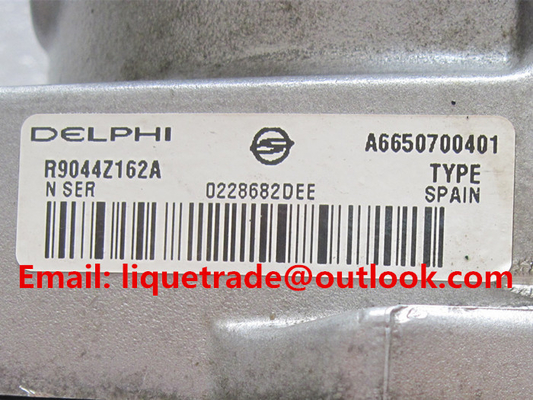 DELPHI
A6650700401
R9044Z162A
TYPE
N SER
0228682DEE
SPAIN
Email: liquetrade@outlook.com